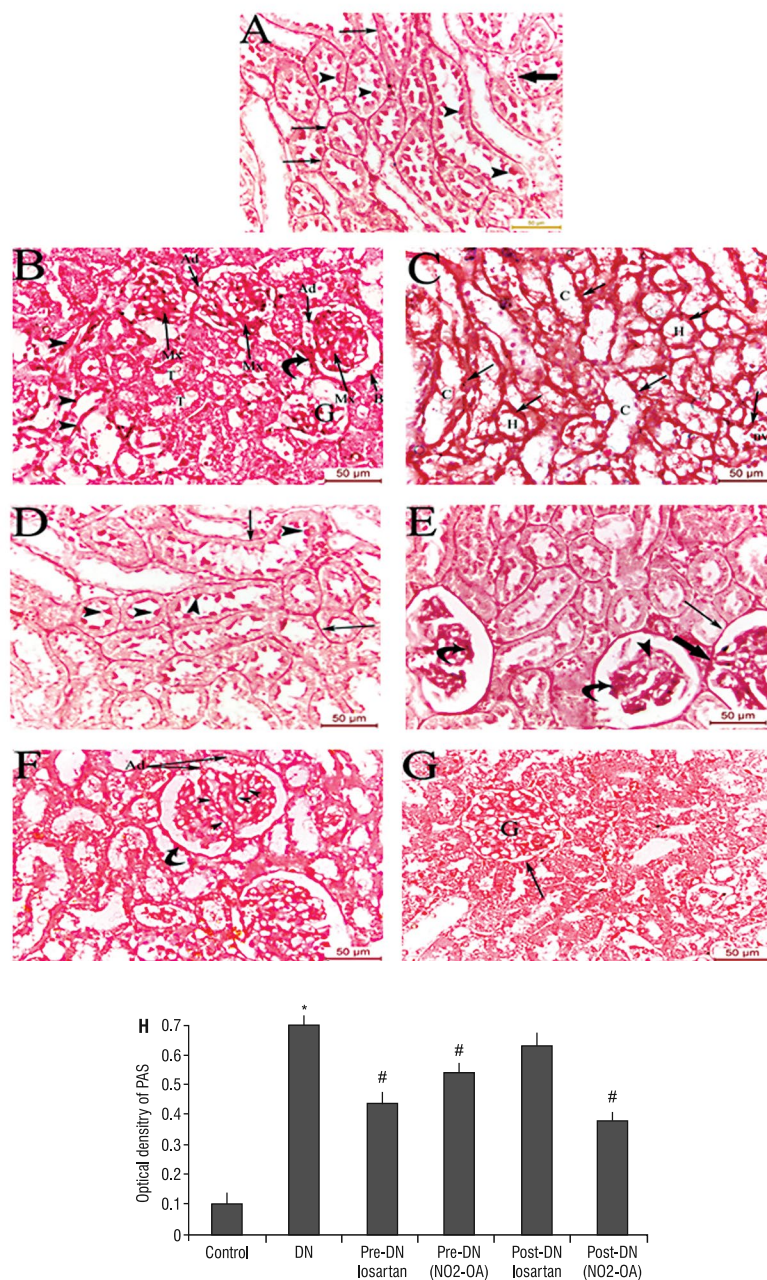 A
50 µm
B
Ad
Ad
Mx
Mx
Mx
T
T
B
G
50 µm
C
C
H
C
H
C
50 µm
D
50 µm
E
50 µm
F
Ad
50 µm
G
G
50 µm
H
Optical densitry of PAS
0.7
0.6
0.5
0.4
0.3
0.2
0.1
0
*
#
#
#
Control
DN
Pre-DN
losartan
Pre-DN
(NO2-OA)
Post-DN
losartan
Post-DN
(NO2-OA)